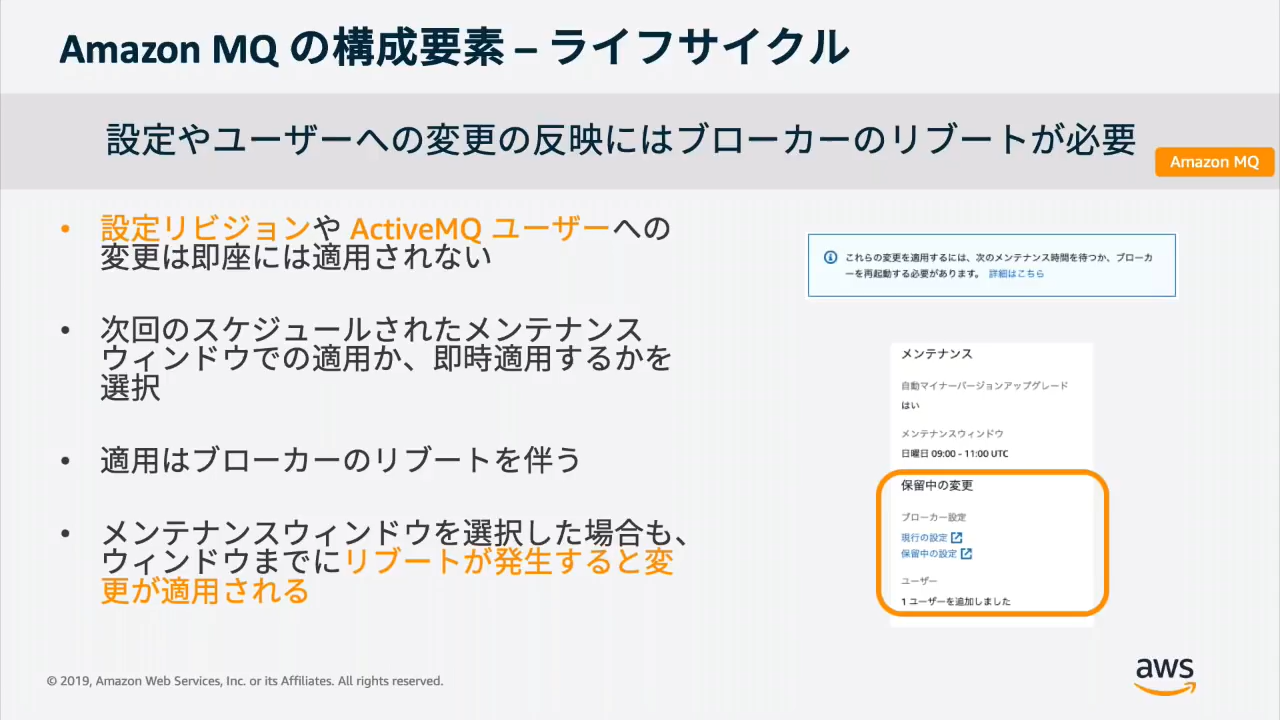 Amazon MQ の構成要素 – ライフサイクル
設定やユーザーへの変更の反映にはブローカーのリブートが必要
Amazon MQ
• 設定リビジョンや ActiveMQ ユーザーへの
変更は即座には適用されない
• 次回のスケジュールされたメンテナンス
ウィンドウでの適用か、即時適用するかを
選択
• 適用はブローカーのリブートを伴う
• メンテナンスウィンドウを選択した場合も、
ウィンドウまでにリブートが発生すると変
更が適用される
これらの変更を適用するには、次のメンテナンス時間を待つか、ブローカ
ーを再起動する必要があります。 詳細はこちら
メンテナンス
自動マイナーバージョンアップグレード
はい
メンテナンスウィンドウ
日曜日 09:00 - 11:00 UTC
保留中の変更
ブローカー設定
現行の設定
保留中の設定
ユーザー
1 ユーザーを追加しました
© 2019, Amazon Web Services, Inc. or its Affiliates. All rights reserved.
aws